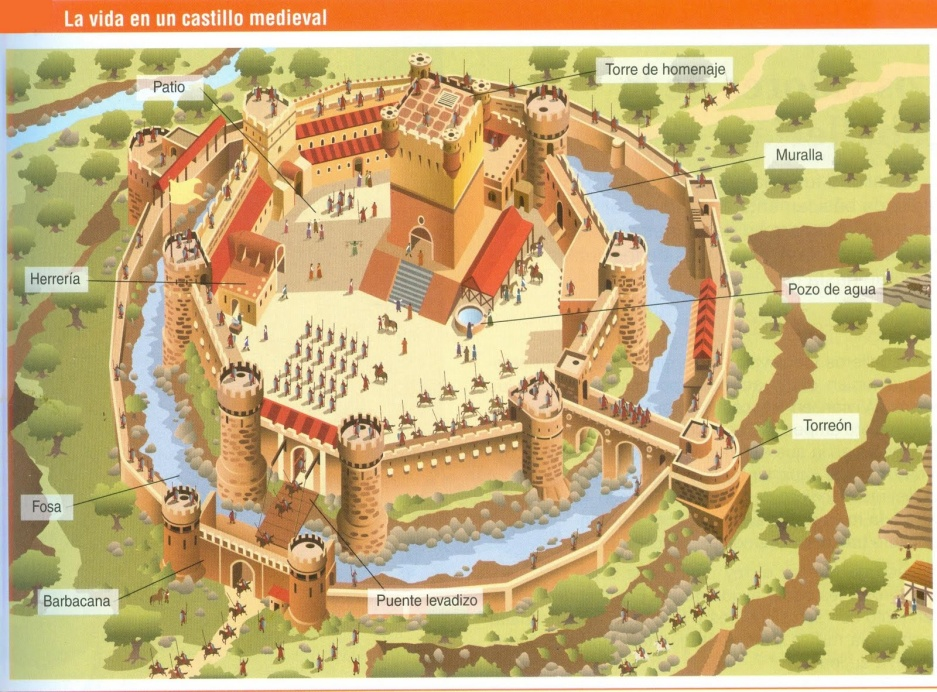 La vida en un castillo medieval
Patio
Torre de homenaje
Muralla
Herrería
Pozo de agua
Torreón
Fosa
Barbacana
Puente levadizo